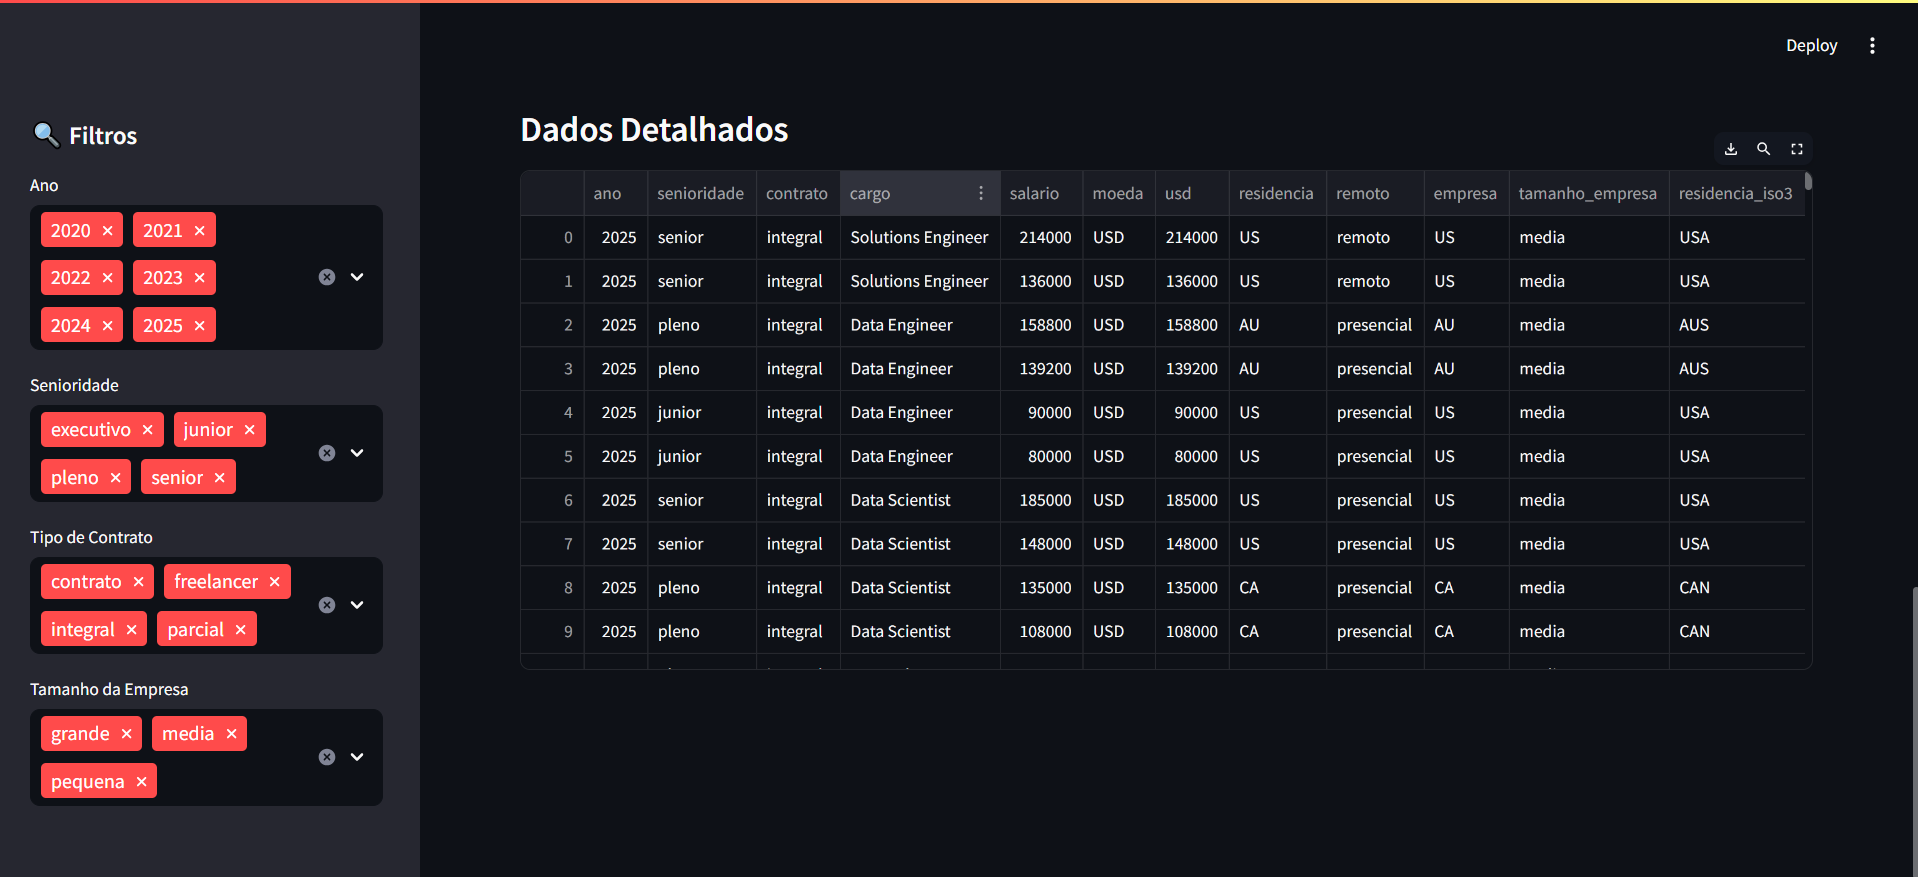 Deploy
Filtros
Ano
2020 2021
2022 2023
2024 2025
Senioridade
executivo junior
pleno senior
Tipo de Contrato
contrato freelancer
integral parcial
Tamanho da Empresa
grande media
pequena
Dados Detalhados
ano senioridade contrato cargo salario moeda usd residencia remoto empresa tamanho_empresa residencia_iso3
0 2025 senior integral Solutions Engineer 214000 USD 214000 US remoto US media USA
1 2025 senior integral Solutions Engineer 136000 USD 136000 US remoto US media USA
2 2025 pleno integral Data Engineer 158800 USD 158800 AU presencial AU media AUS
3 2025 pleno integral Data Engineer 139200 USD 139200 AU presencial AU media AUS
4 2025 junior integral Data Engineer 90000 USD 90000 US presencial US media USA
5 2025 junior integral Data Engineer 80000 USD 80000 US presencial US media USA
6 2025 senior integral Data Scientist 185000 USD 185000 US presencial US media USA
7 2025 senior integral Data Scientist 148000 USD 148000 US presencial US media USA
8 2025 pleno integral Data Scientist 135000 USD 135000 CA presencial CA media CAN
9 2025 pleno integral Data Scientist 108000 USD 108000 CA presencial CA media CAN